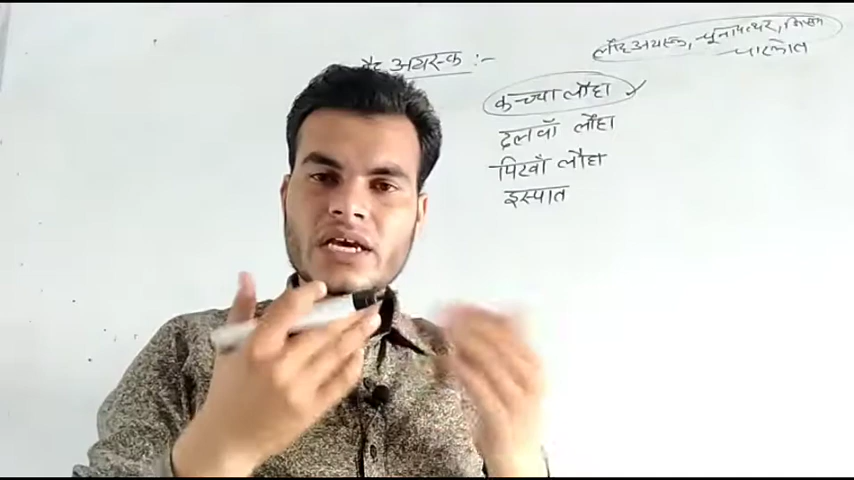 अयस्क :-
लौह अयस्क, चूना पत्थर,
कच्चा लौहा ✓
ढलवाँ लौहा
पिटवाँ लौहा
इस्पात